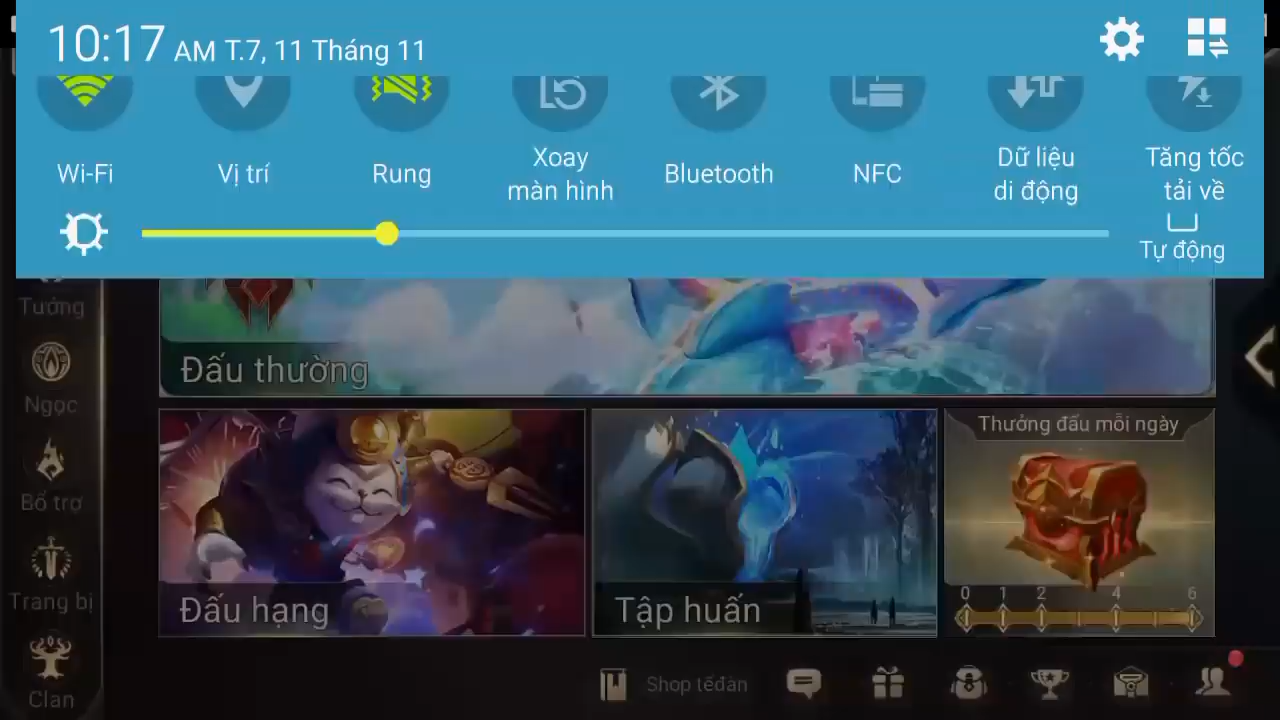 10:17 AM T.7, 11 Tháng 11
Wi-Fi
Vị trí
Rung
Xoay
màn hình
Bluetooth
NFC
Dữ liệu
di động
Tăng tốc
tải về
Tự động
Tướng
Ngọc
Bổ trợ
Trang bị
Clan
Đấu thường
Đấu hạng
Tập huấn
Thưởng đấu mỗi ngày
0 1 2 4 6
Shop